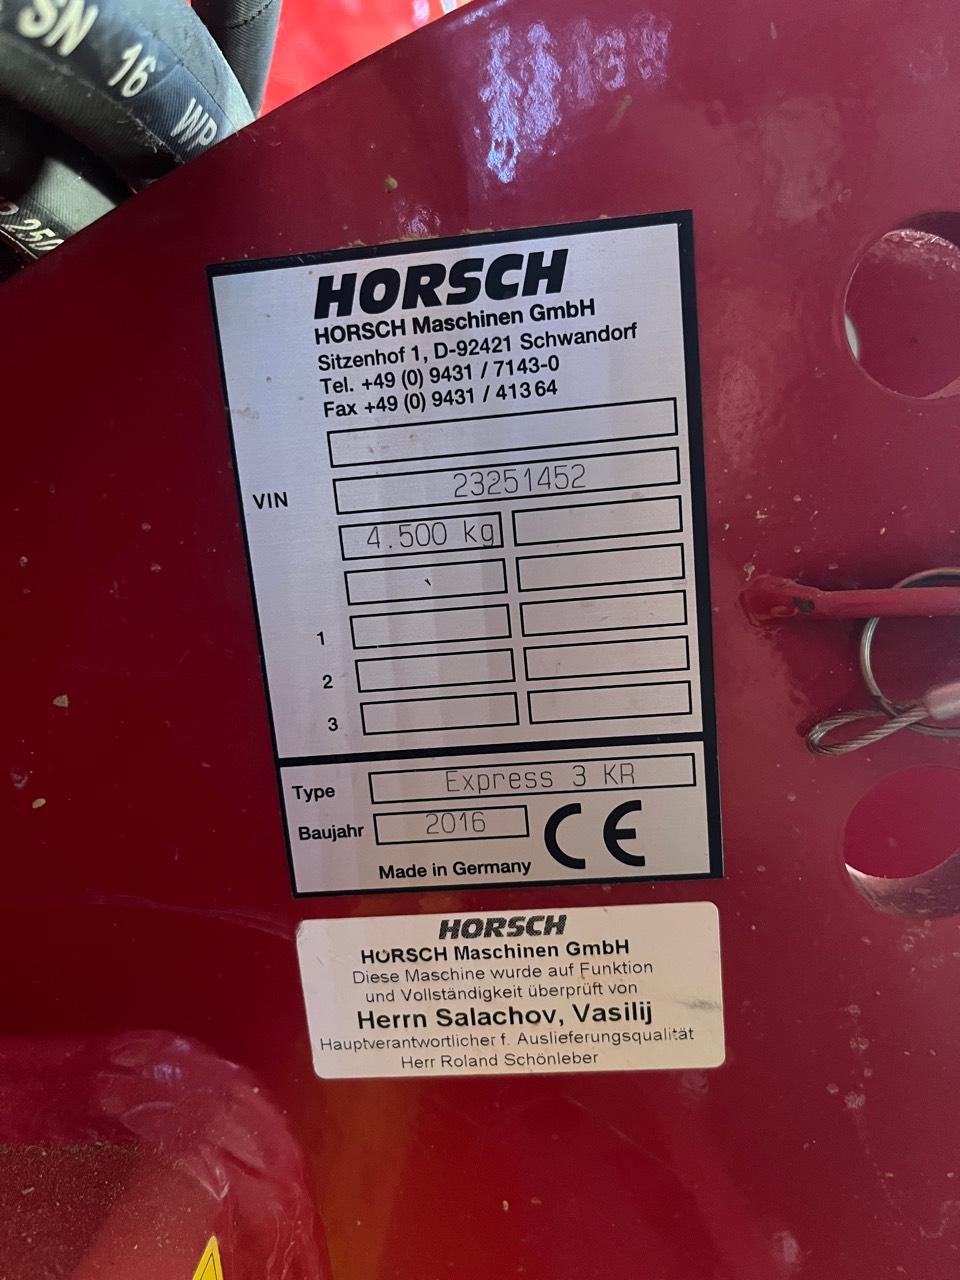 SN 16 WP
250
HORSCH
HORSCH Maschinen GmbH
Sitzenhof 1, D-92421 Schwandorf
Tel. +49 (0) 9431 / 7143-0
Fax +49 (0) 9431 / 413 64
VIN 23251452
4.500 kg
1
2
3
Type Express 3 KR
Baujahr 2016
CE
Made in Germany
HORSCH
HORSCH Maschinen GmbH
Diese Maschine wurde auf Funktion
und Vollständigkeit überprüft von
Herrn Salachov, Vasilij
Hauptverantwortlicher f. Auslieferungsqualität
Herr Roland Schönleber